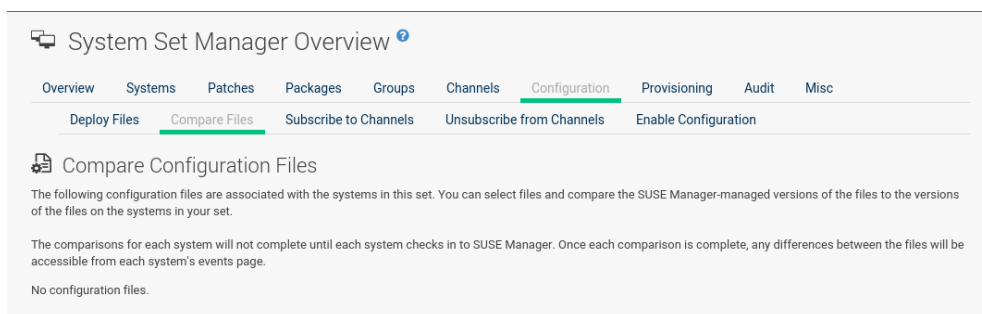 System Set Manager Overview ?
Overview Systems Patches Packages Groups Channels Configuration Provisioning Audit Misc
Deploy Files Compare Files Subscribe to Channels Unsubscribe from Channels Enable Configuration
Compare Configuration Files
The following configuration files are associated with the systems in this set. You can select files and compare the SUSE Manager-managed versions of the files to the versions
of the files on the systems in your set.
The comparisons for each system will not complete until each system checks in to SUSE Manager. Once each comparison is complete, any differences between the files will be
accessible from each system's events page.
No configuration files.